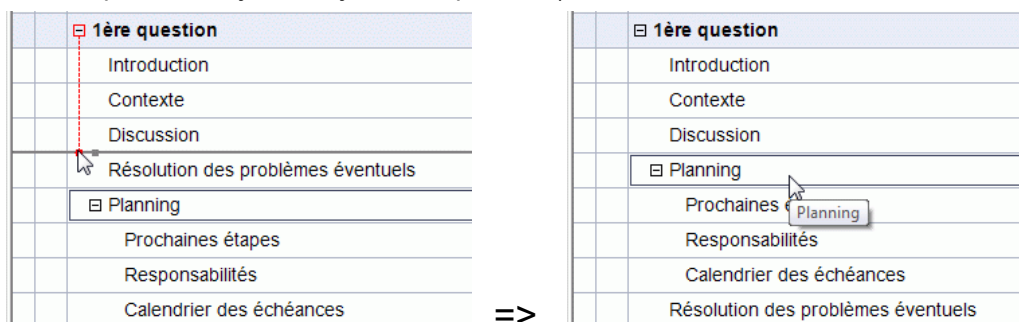 1ère question
Introduction
Contexte
Discussion
Résolution des problèmes éventuels
Planning
Prochaines étapes
Responsabilités
Calendrier des échéances
=>
1ère question
Introduction
Contexte
Discussion
Planning
Prochaines
Planning
Responsabilités
Calendrier des échéances
Résolution des problèmes éventuels